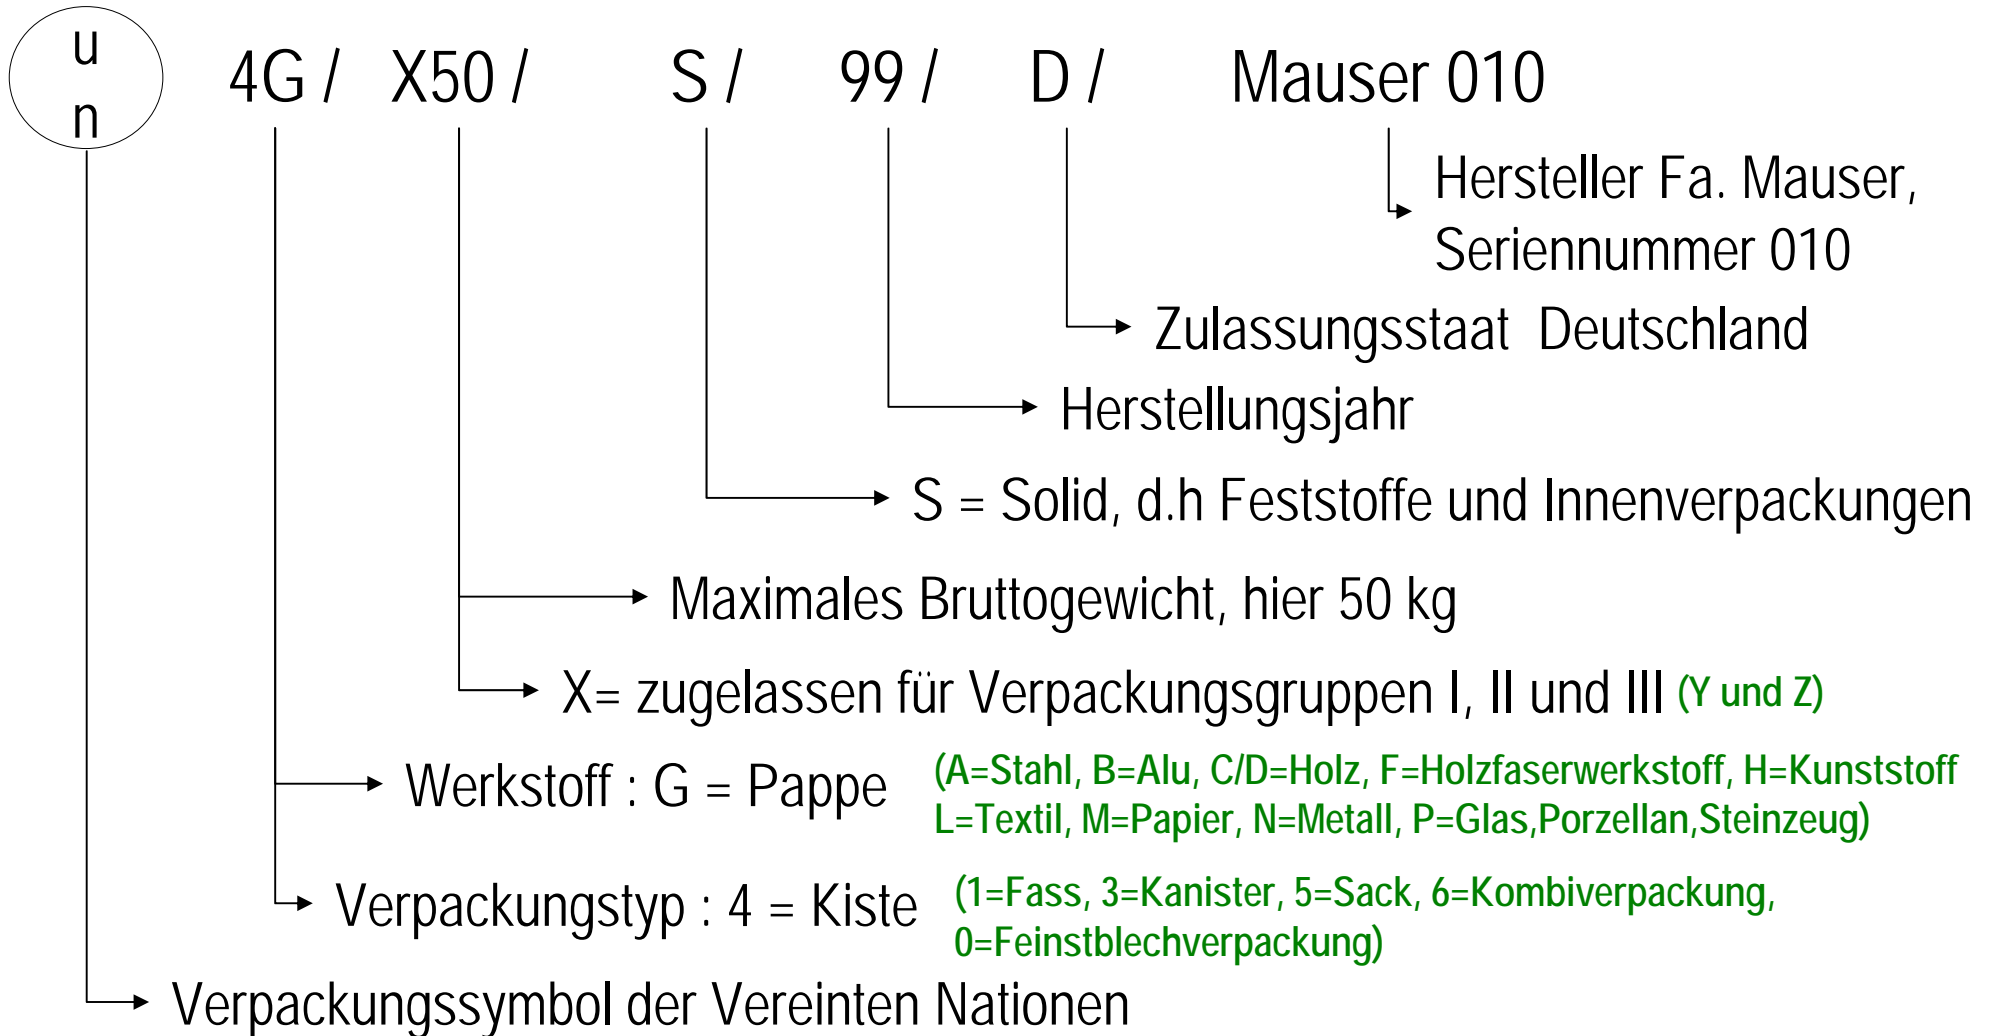 u
n
4G / X50 / S / 99 / D / Mauser 010
Hersteller Fa. Mauser,
Seriennummer 010
Zulassungsstaat Deutschland
Herstellungsjahr
S = Solid, d.h Feststoffe und Innenverpackungen
Maximales Bruttogewicht, hier 50 kg
X= zugelassen für Verpackungsgruppen I, II und III (Y und Z)
Werkstoff : G = Pappe (A=Stahl, B=Alu, C/D=Holz, F=Holzfaserwerkstoff, H=Kunststoff
L=Textil, M=Papier, N=Metall, P=Glas,Porzellan,Steinzeug)
Verpackungstyp : 4 = Kiste (1=Fass, 3=Kanister, 5=Sack, 6=Kombiverpackung,
0=Feinstblechverpackung)
Verpackungssymbol der Vereinten Nationen